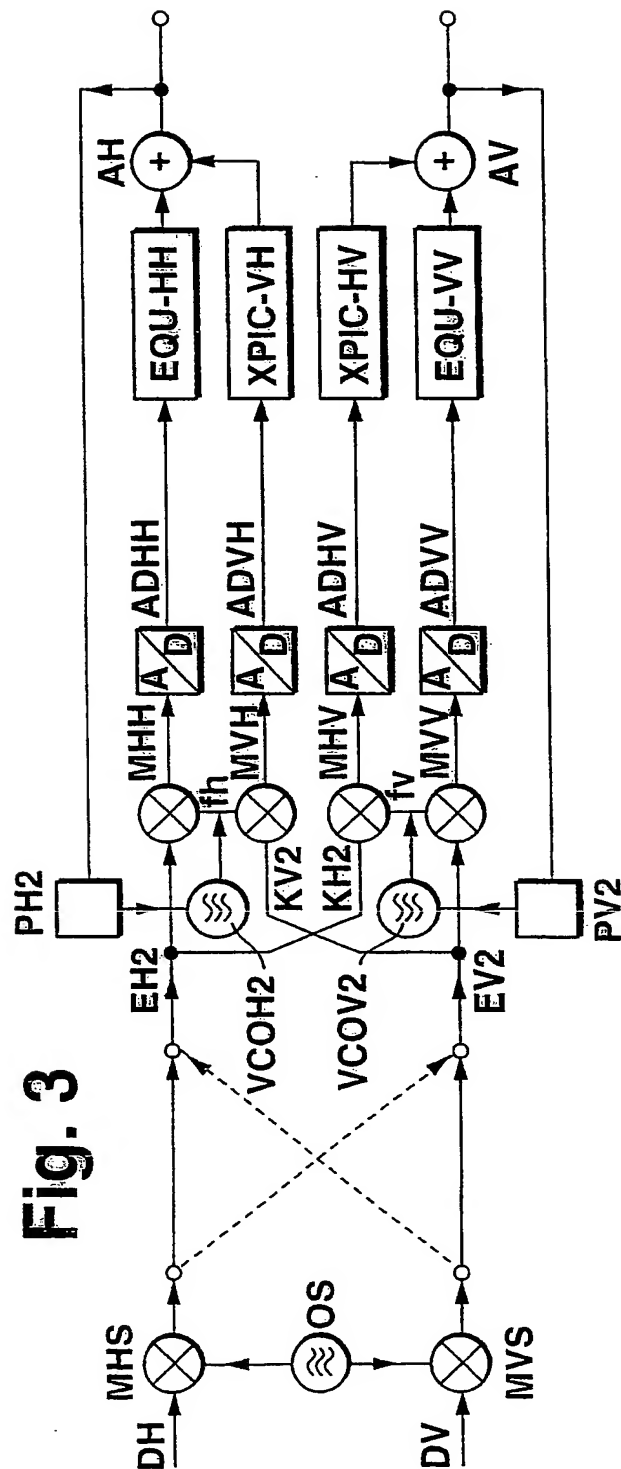 Fig. 3
DH
MHS
OS
DV
MVS
EH2
EV2
PH2
PV2
VCOH2
VCOV2
KV2
KH2
fh
fv
MHH
MVH
MHV
MVV
A
D
A
D
A
D
A
D
ADHH
ADVH
ADHV
ADVV
EQU-HH
XPIC-VH
XPIC-HV
EQU-VV
AH
+
AV
+